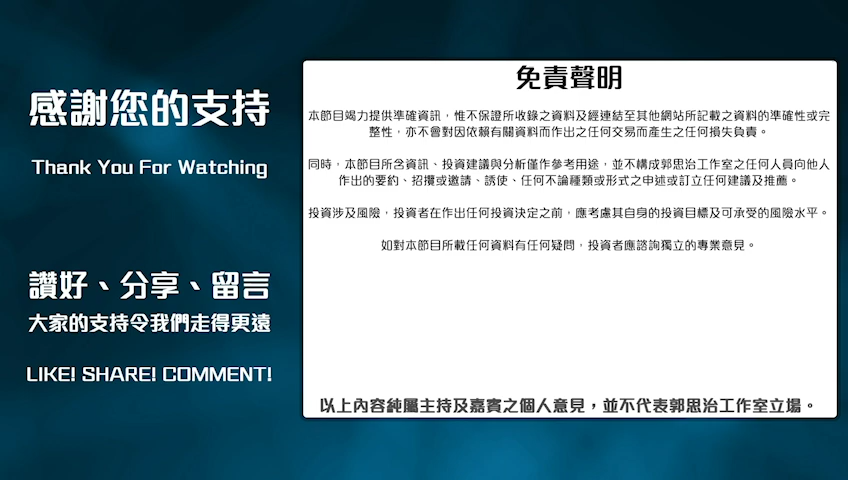 感謝您的支持
Thank You For Watching
讚好、分享、留言
大家的支持令我們走得更遠
LIKE! SHARE! COMMENT!
免責聲明
本節目竭力提供準確資訊，惟不保證所收錄之資料及經連結至其他網站所記載之資料的準確性或完
整性，亦不會對因依賴有關資料而作出之任何交易而產生之任何損失負責。
同時，本節目所含資訊、投資建議與分析僅作參考用途，並不構成郭思治工作室之任何人員向他人
作出的要約、招攬或邀請、誘使、任何不論種類或形式之申述或訂立任何建議及推薦。
投資涉及風險，投資者在作出任何投資決定之前，應考慮其自身的投資目標及可承受的風險水平。
如對本節目所載任何資料有任何疑問，投資者應諮詢獨立的專業意見。
以上內容純屬主持及嘉賓之個人意見，並不代表郭思治工作室立場。